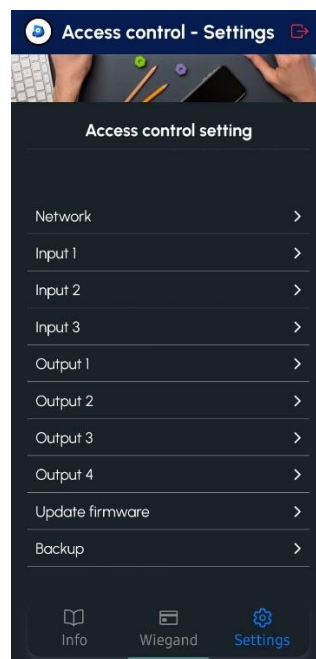 Access control - Settings
Access control setting
Network
Input 1
Input 2
Input 3
Output 1
Output 2
Output 3
Output 4
Update firmware
Backup
Info
Wiegand
Settings